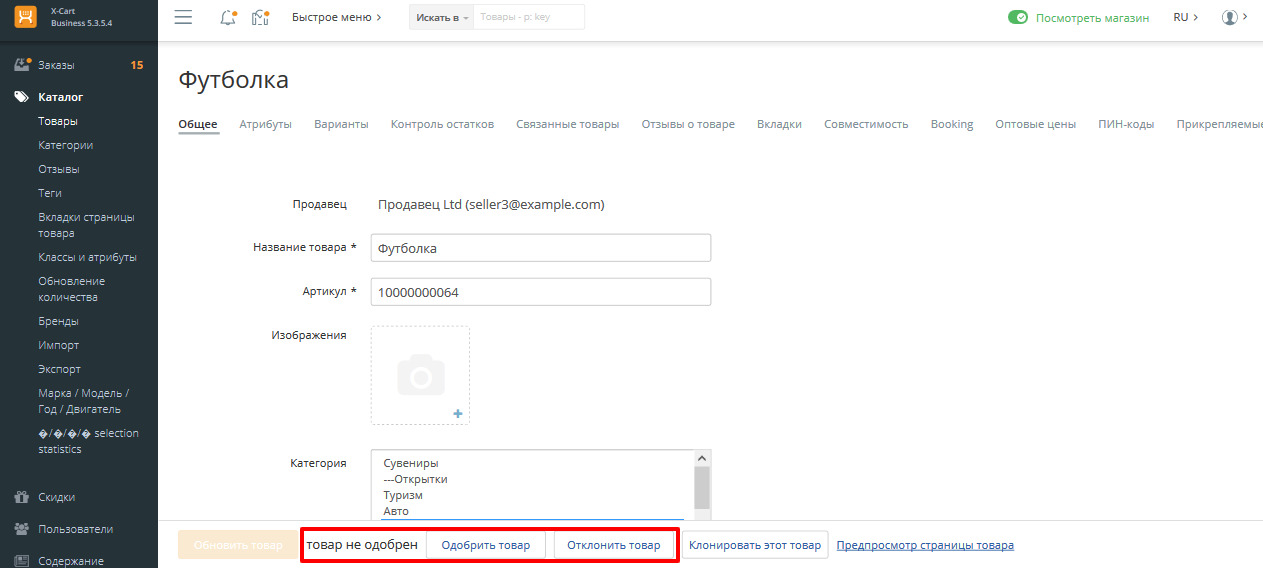 X-Cart
Business 5.3.5.4
Быстрое меню
Искать в
Товары - p: key
Посмотреть магазин
RU
Заказы 15
Каталог
Товары
Категории
Отзывы
Теги
Вкладки страницы
товара
Классы и атрибуты
Обновление
количества
Бренды
Импорт
Экспорт
Марка / Модель /
Год / Двигатель
�/�/�/� selection
statistics
Скидки
Пользователи
Содержание
Футболка
Общее Атрибуты Варианты Контроль остатков Связанные товары Отзывы о товаре Вкладки Совместимость Booking Оптовые цены ПИН-коды Прикрепляемые
Продавец Продавец Ltd (seller3@example.com)
Название товара * Футболка
Артикул * 10000000064
Изображения
Категория
Сувениры
---Открытки
Туризм
Авто
Обновить товар товар не одобрен Одобрить товар Отклонить товар Клонировать этот товар Предпросмотр страницы товара